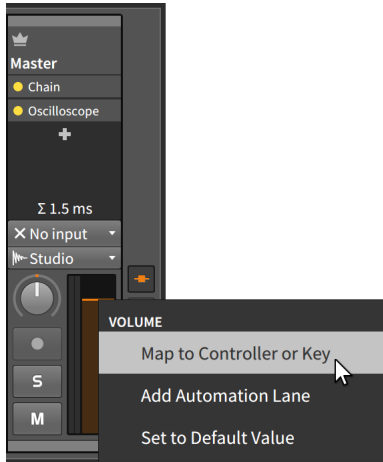 Master
Chain
Oscilloscope
Σ 1.5 ms
No input
Studio
S
M
VOLUME
Map to Controller or Key
Add Automation Lane
Set to Default Value